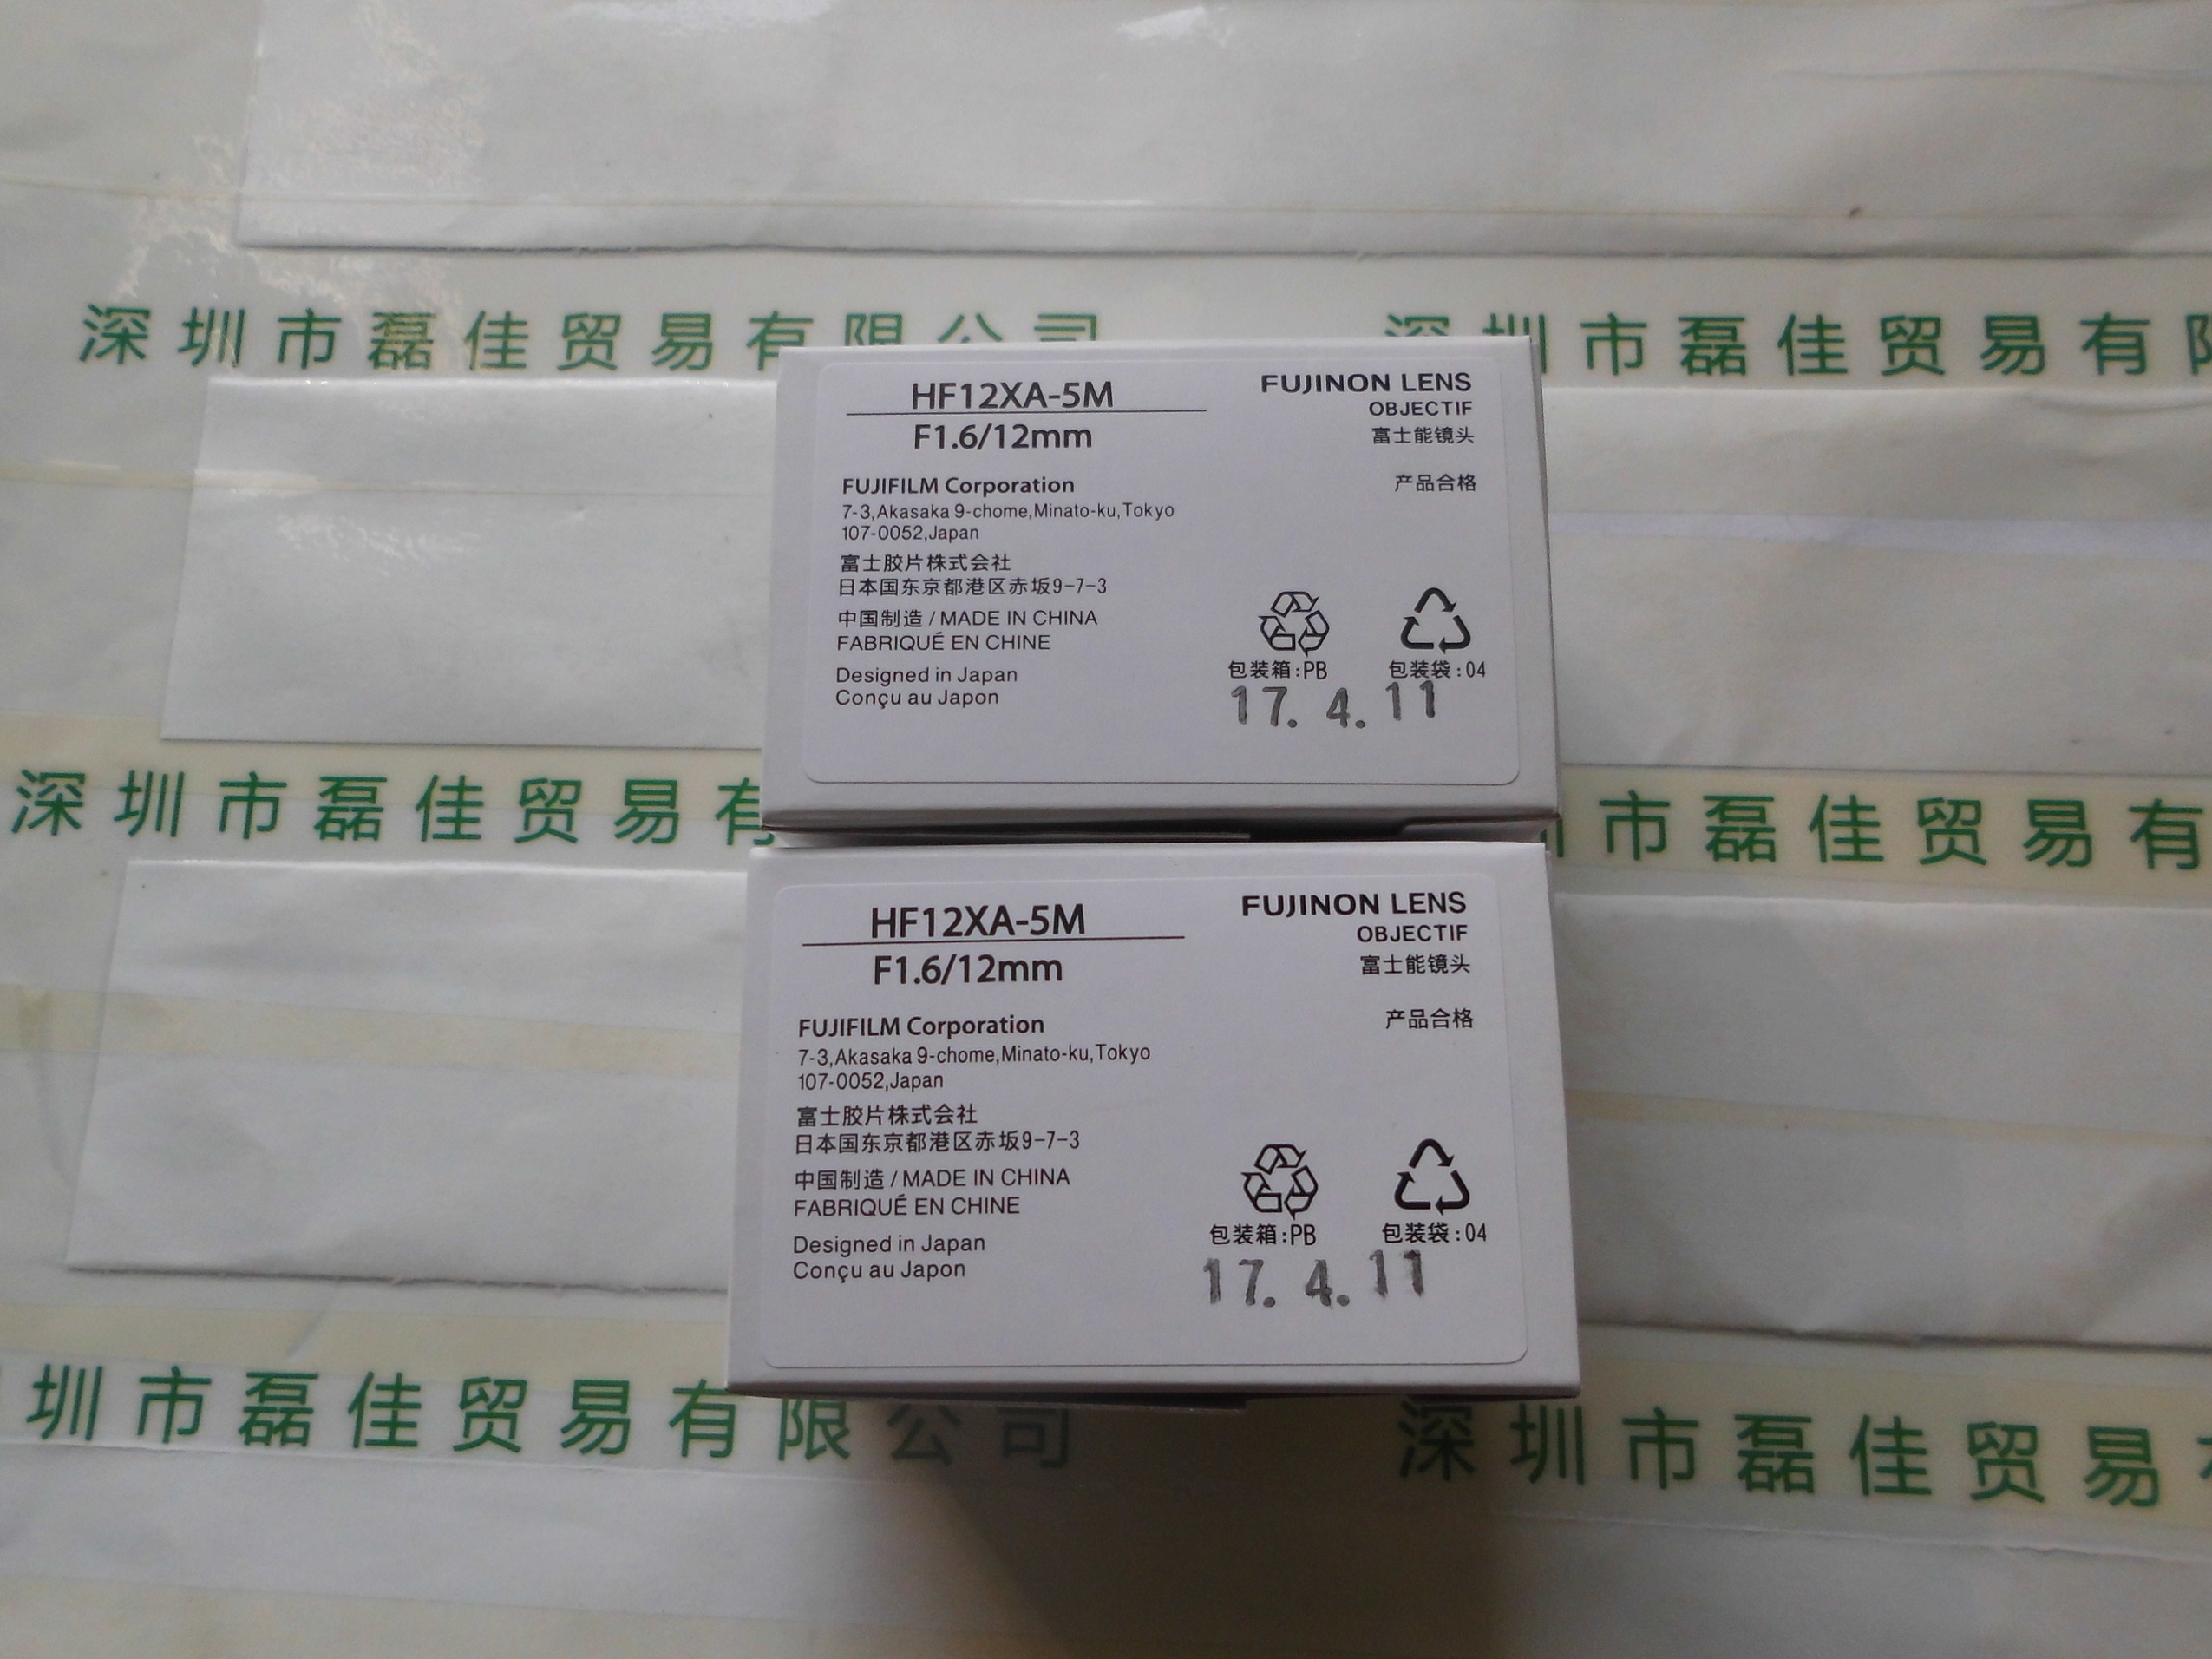 深圳市磊佳贸易有限公司
深圳市磊佳贸易有
HF12XA-5M
F1.6/12mm
FUJINON LENS
OBJECTIF
富士能镜头
产品合格
FUJIFILM Corporation
7-3,Akasaka 9-chome,Minato-ku,Tokyo
107-0052,Japan
富士胶片株式会社
日本国东京都港区赤坂9-7-3
中国制造 / MADE IN CHINA
FABRIQUÉ EN CHINE
Designed in Japan
Conçu au Japon
包装箱:PB
包装袋:04
17. 4. 11
深圳市磊佳贸易有
市磊佳贸易有
HF12XA-5M
F1.6/12mm
FUJINON LENS
OBJECTIF
富士能镜头
产品合格
FUJIFILM Corporation
7-3,Akasaka 9-chome,Minato-ku,Tokyo
107-0052,Japan
富士胶片株式会社
日本国东京都港区赤坂9-7-3
中国制造 / MADE IN CHINA
FABRIQUÉ EN CHINE
Designed in Japan
Conçu au Japon
包装箱:PB
包装袋:04
17. 4. 11
圳市磊佳贸易有限公司
深圳市磊佳贸易